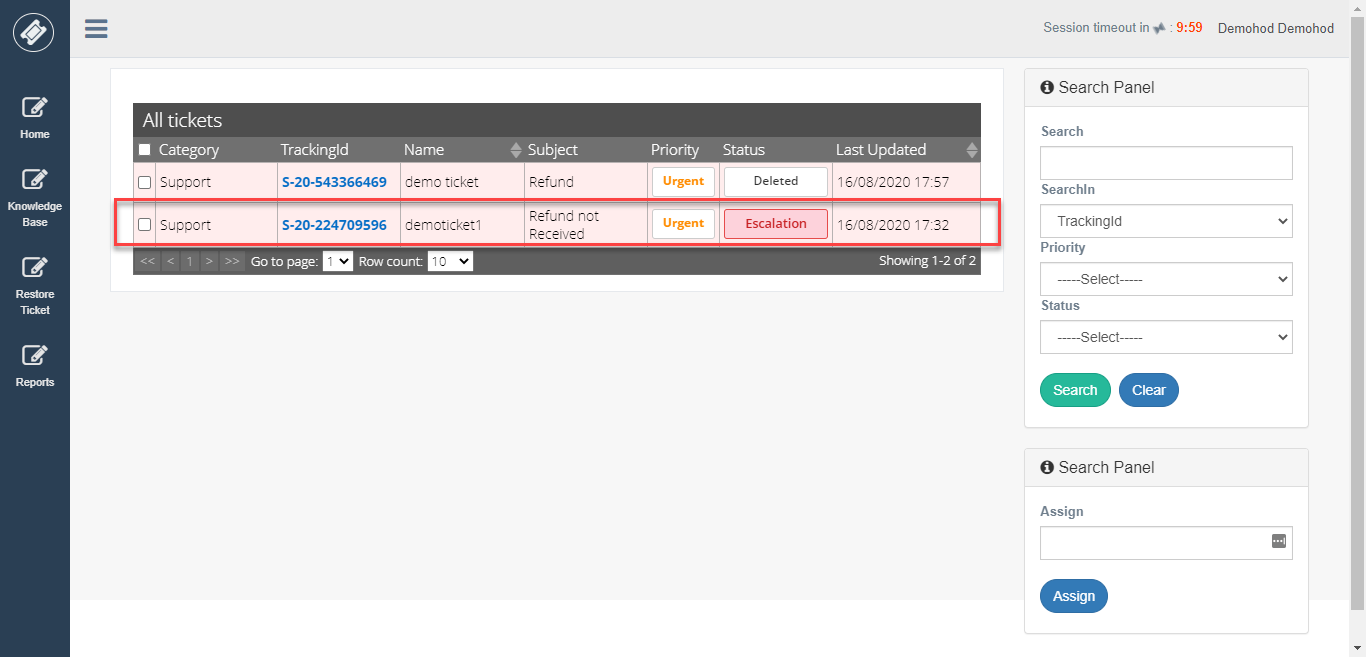 Session timeout in : 9:59 Demohod Demohod
Home
Knowledge
Base
Restore
Ticket
Reports
All tickets
Category TrackingId Name Subject Priority Status Last Updated
Support S-20-543366469 demo ticket Refund Urgent Deleted 16/08/2020 17:57
Support S-20-224709596 demoticket1 Refund not
Received Urgent Escalation 16/08/2020 17:32
<< < 1 > >> Go to page: 1 Row count: 10 Showing 1-2 of 2
Search Panel
Search
SearchIn
TrackingId
Priority
-----Select-----
Status
-----Select-----
Search Clear
Search Panel
Assign
Assign